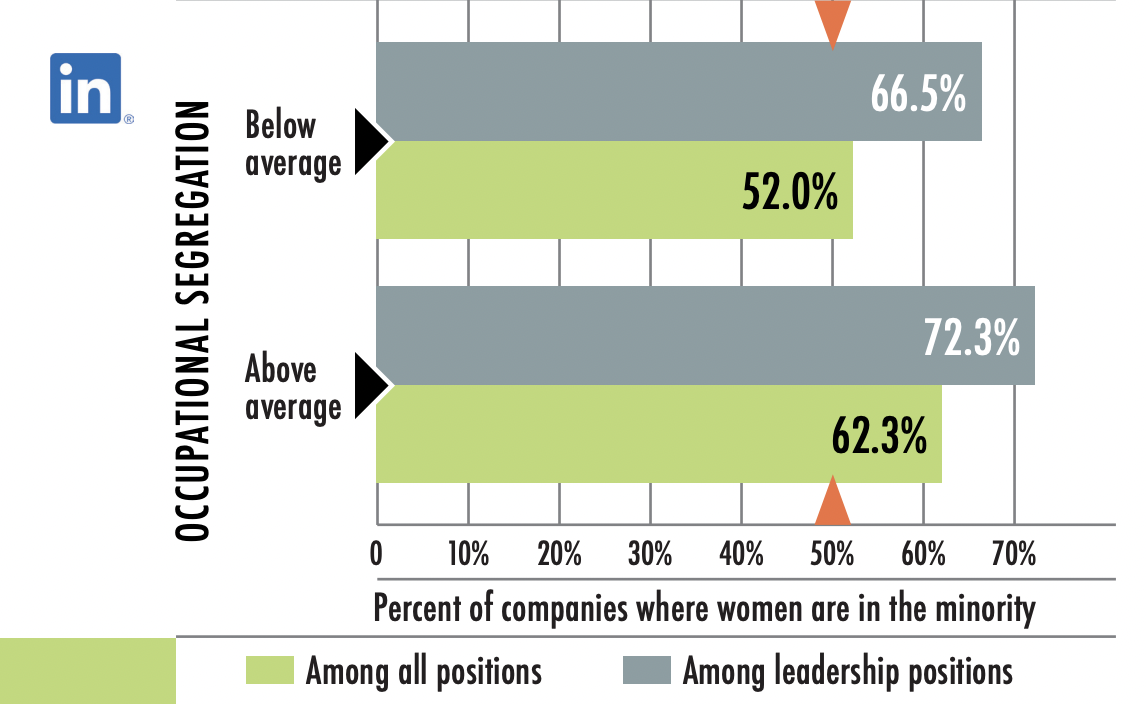 in
®
OCCUPATIONAL SEGREGATION
Below
average
66.5%
52.0%
Above
average
72.3%
62.3%
0 10% 20% 30% 40% 50% 60% 70%
Percent of companies where women are in the minority
Among all positions Among leadership positions